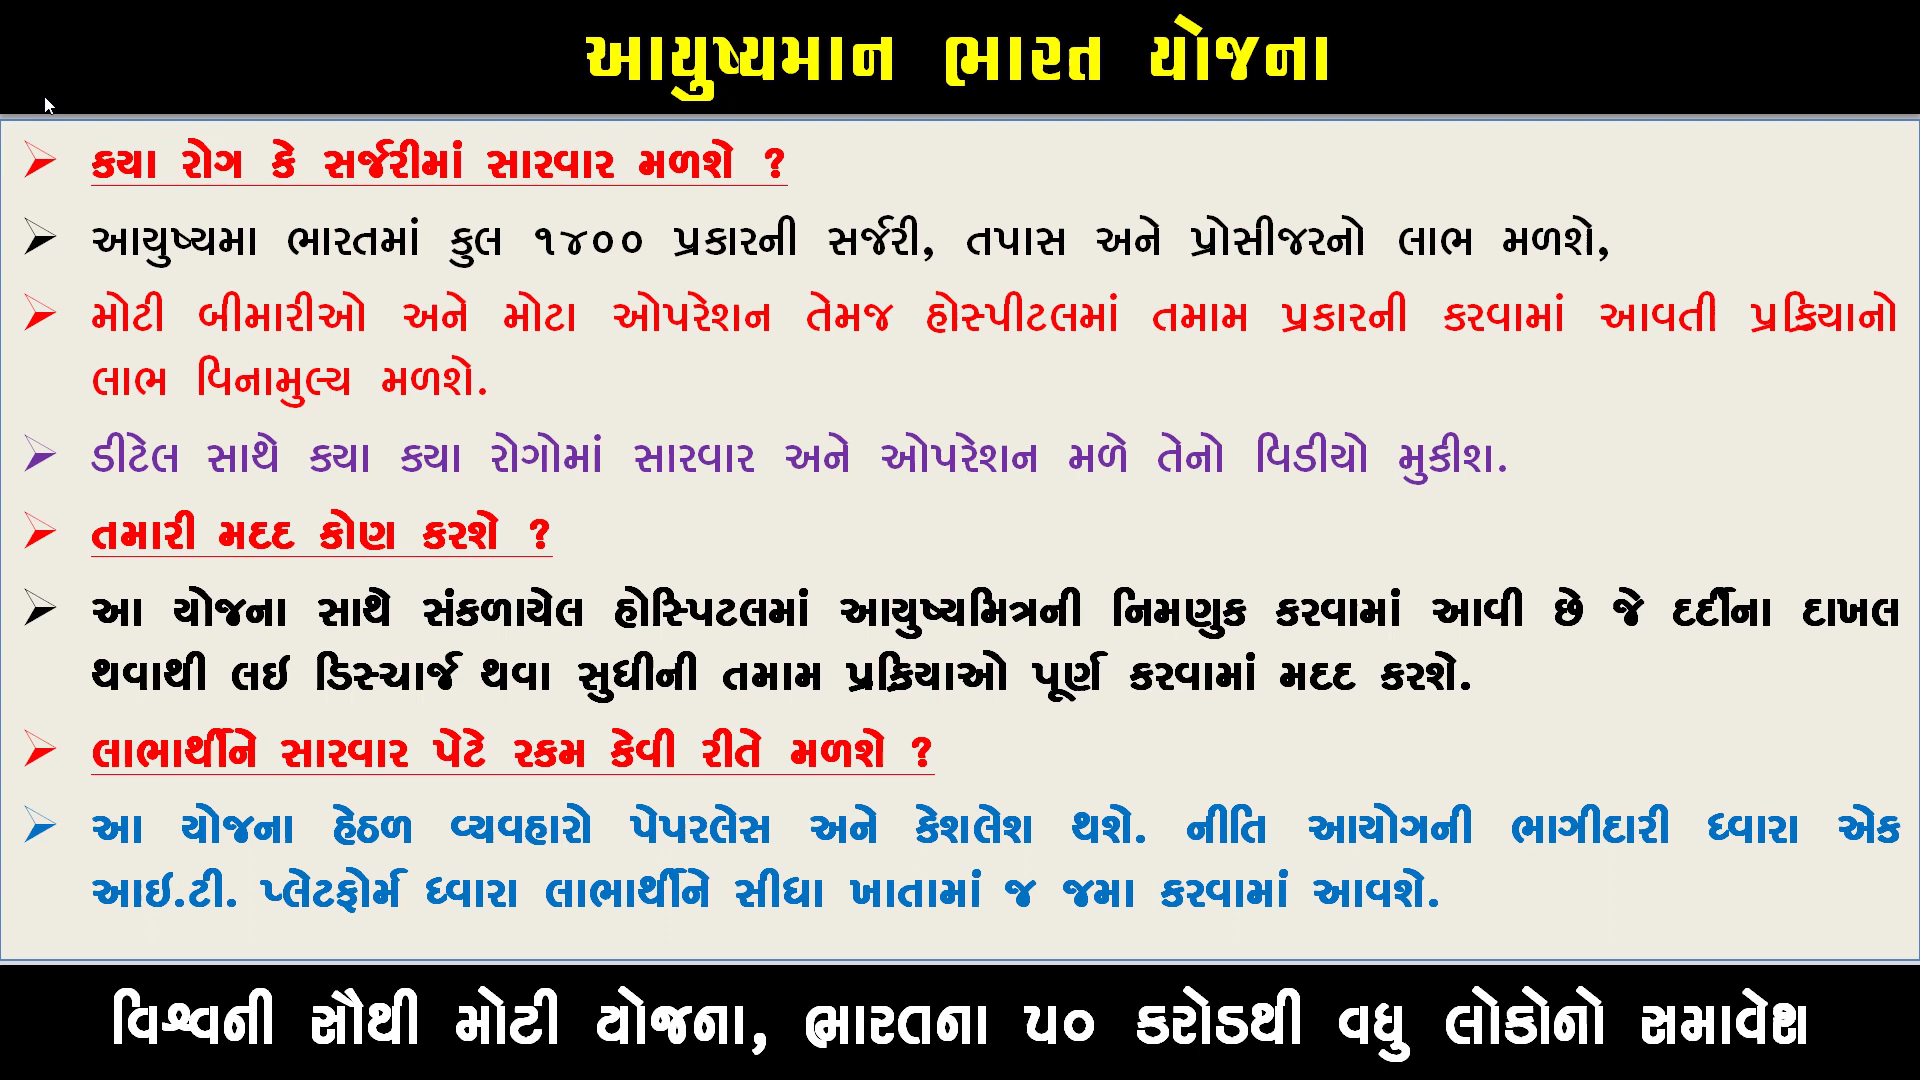 આયુષ્યમાન ભારત યોજના
કયા રોગ કે સર્જરીમાં સારવાર મળશે ?
આયુષ્યમા ભારતમાં કુલ ૧૪૦૦ પ્રકારની સર્જરી, તપાસ અને પ્રોસીજરનો લાભ મળશે,
મોટી બીમારીઓ અને મોટા ઓપરેશન તેમજ હોસ્પીટલમાં તમામ પ્રકારની કરવામાં આવતી પ્રક્રિયાનો
લાભ વિનામુલ્ય મળશે.
ડીટેલ સાથે કયા કયા રોગોમાં સારવાર અને ઓપરેશન મળે તેનો વિડીયો મુકીશ.
તમારી મદદ કોણ કરશે ?
આ યોજના સાથે સંકળાયેલ હોસ્પિટલમાં આયુષ્યમિત્રની નિમણુક કરવામાં આવી છે જે દર્દીના દાખલ
થવાથી લઇ ડિસ્ચાર્જ થવા સુધીની તમામ પ્રક્રિયાઓ પૂર્ણ કરવામાં મદદ કરશે.
લાભાર્થીને સારવાર પેટે રકમ કેવી રીતે મળશે ?
આ યોજના હેઠળ વ્યવહારો પેપરલેસ અને કેશલેશ થશે. નીતિ આયોગની ભાગીદારી ધ્વારા એક
આઇ.ટી. પ્લેટફોર્મ ધ્વારા લાભાર્થીને સીધા ખાતામાં જ જમા કરવામાં આવશે.
વિશ્વની સૌથી મોટી યોજના, ભારતના ૫૦ કરોડથી વધુ લોકોનો સમાવેશ